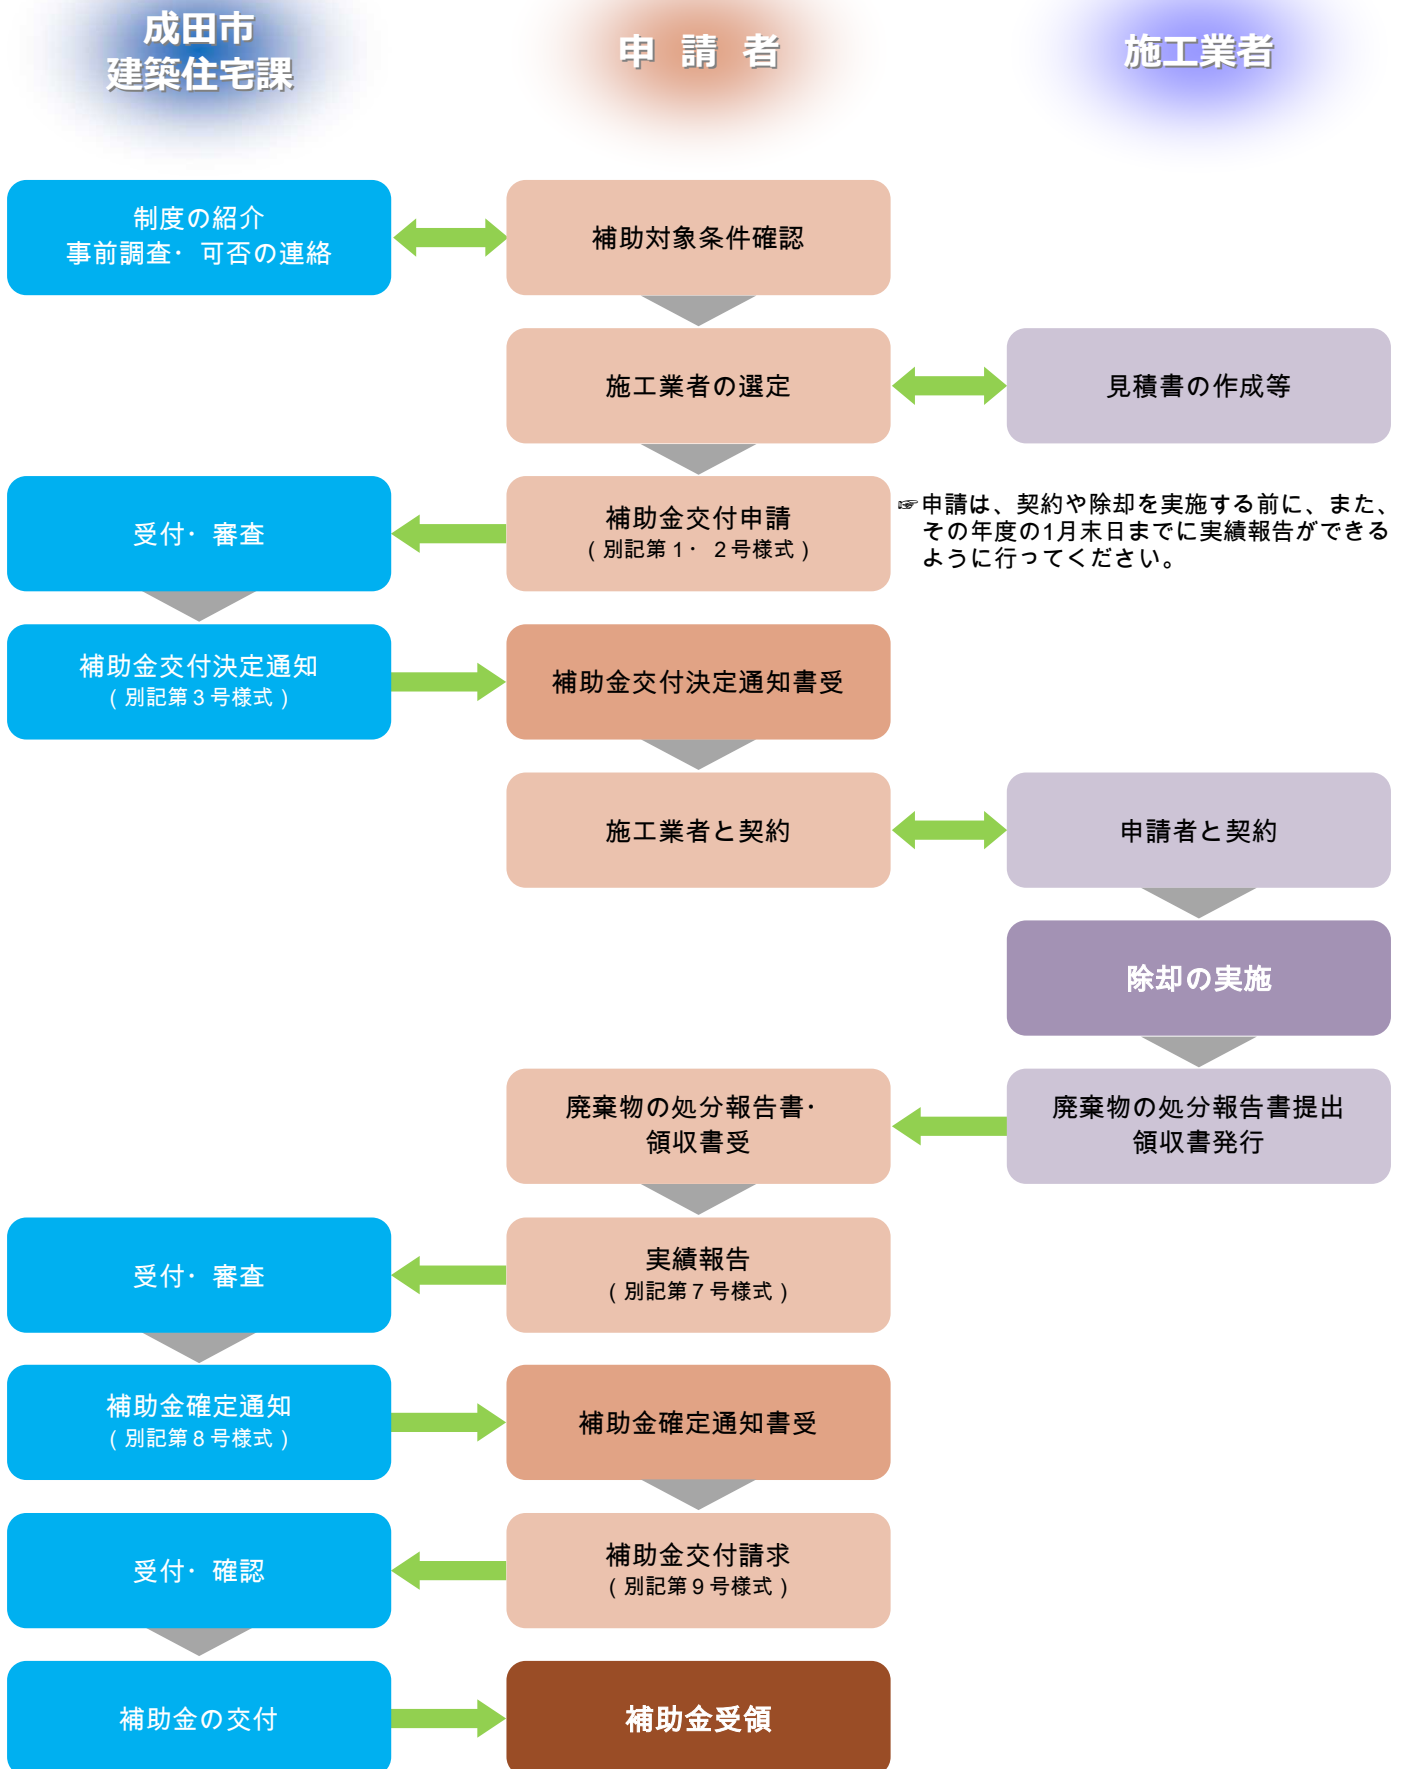 成田市
建築住宅課
申 請 者
施工業者
制度の紹介
事前調査・可否の連絡
補助対象条件確認
施工業者の選定
見積書の作成等
受付・審査
補助金交付申請
(別記第1・2号様式)
☞申請は、契約や除却を実施する前に、また、
その年度の1月末日までに実績報告ができる
ように行ってください。
補助金交付決定通知
(別記第3号様式)
補助金交付決定通知書受
施工業者と契約
申請者と契約
除却の実施
廃棄物の処分報告書・
領収書受
廃棄物の処分報告書提出
領収書発行
受付・審査
実績報告
(別記第7号様式)
補助金確定通知
(別記第8号様式)
補助金確定通知書受
受付・確認
補助金交付請求
(別記第9号様式)
補助金の交付
補助金受領